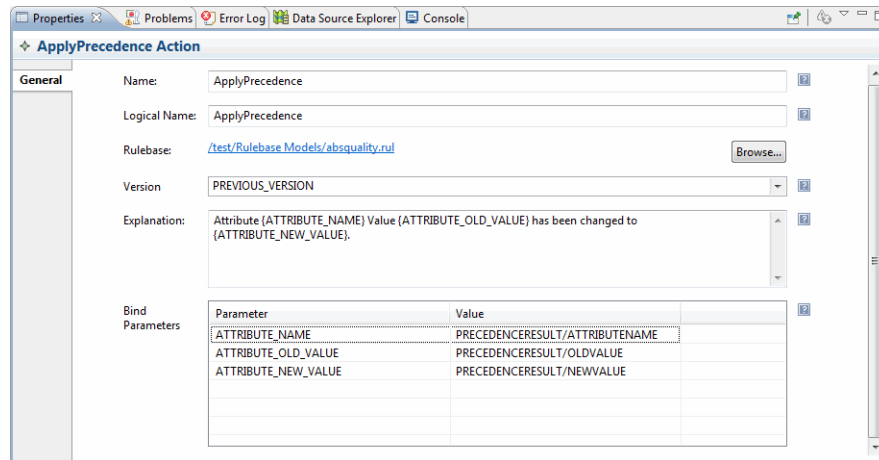 Properties Problems Error Log Data Source Explorer Console
ApplyPrecedence Action
General
Name: ApplyPrecedence
Logical Name: ApplyPrecedence
Rulebase: /test/Rulebase Models/absquality.rul Browse...
Version PREVIOUS_VERSION
Explanation: Attribute {ATTRIBUTE_NAME} Value {ATTRIBUTE_OLD_VALUE} has been changed to
{ATTRIBUTE_NEW_VALUE}.
Bind Parameters
Parameter Value
ATTRIBUTE_NAME PRECEDENCERESULT/ATTRIBUTENAME
ATTRIBUTE_OLD_VALUE PRECEDENCERESULT/OLDVALUE
ATTRIBUTE_NEW_VALUE PRECEDENCERESULT/NEWVALUE